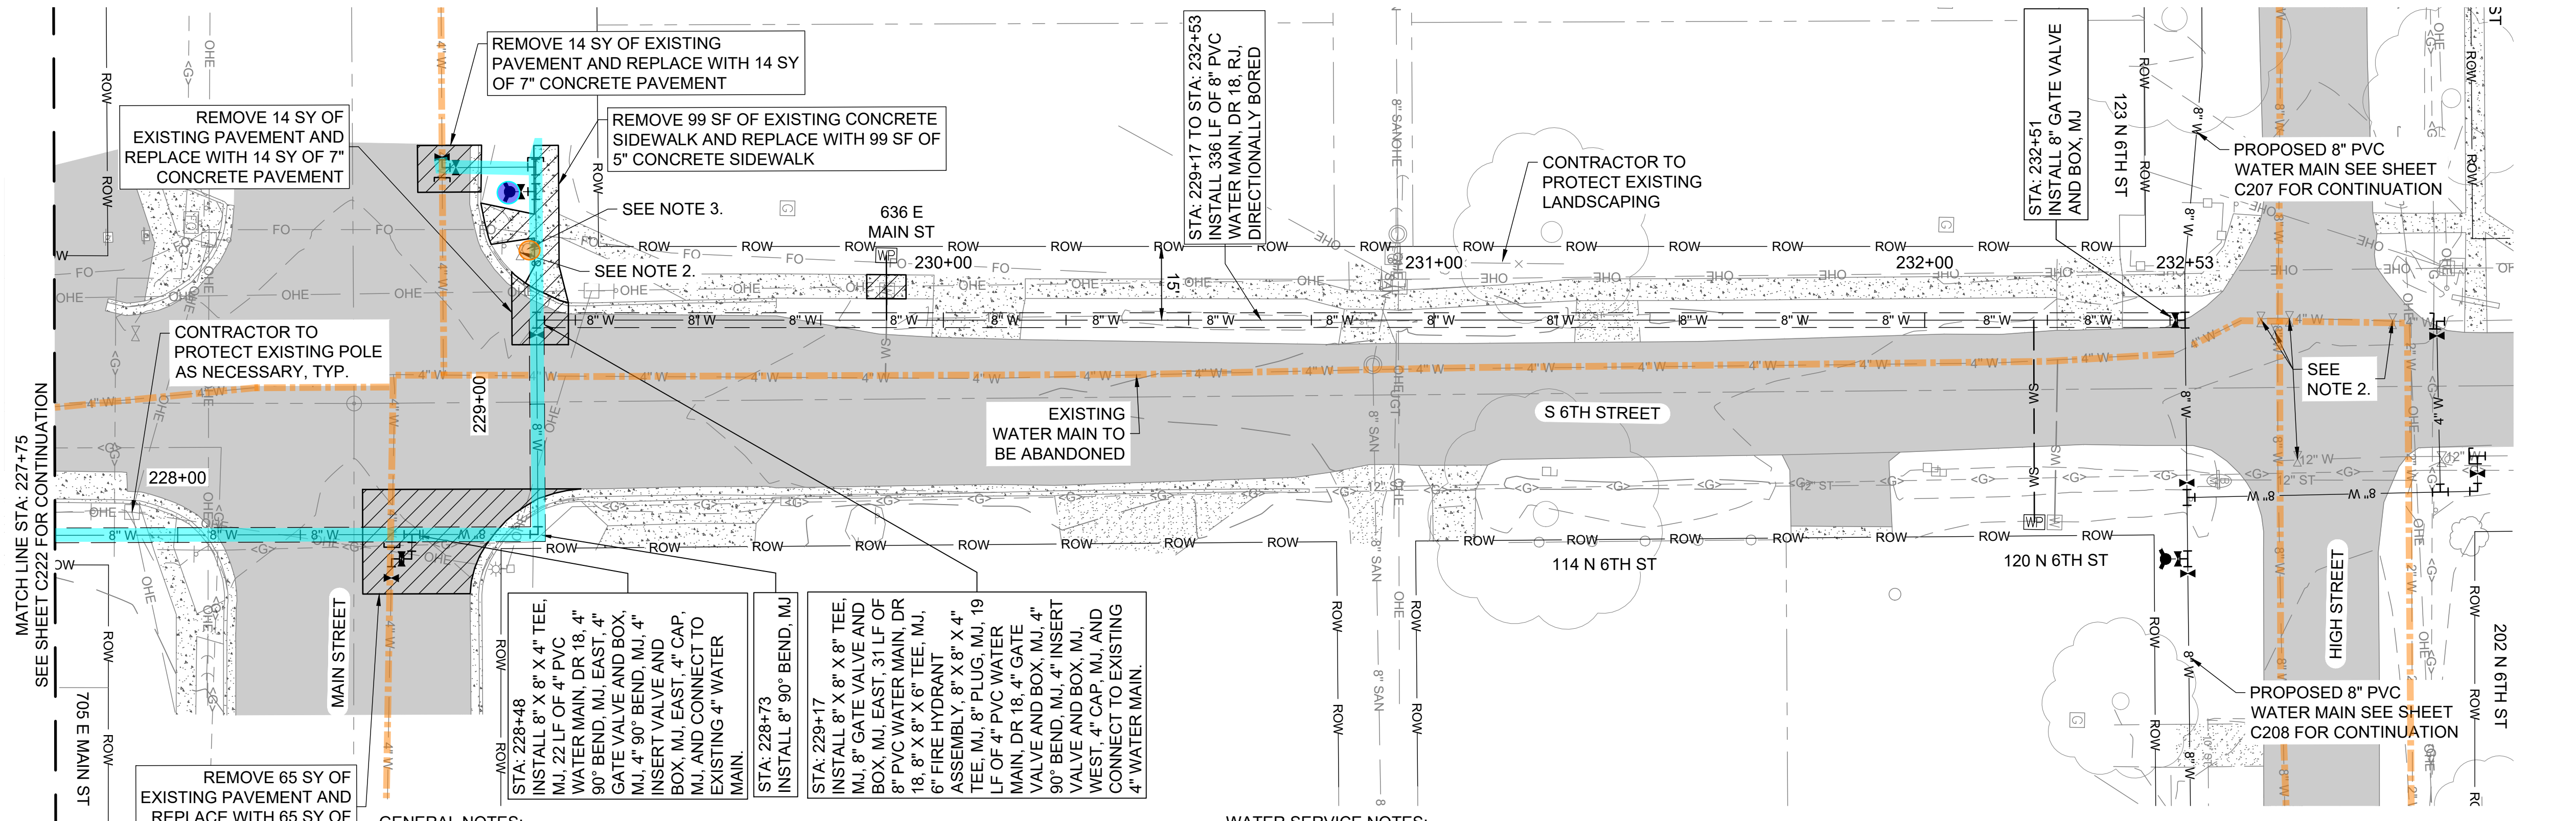 REMOVE 14 SY OF EXISTING
PAVEMENT AND REPLACE WITH 14 SY
OF 7" CONCRETE PAVEMENT
REMOVE 14 SY OF
EXISTING PAVEMENT AND
REPLACE WITH 14 SY OF 7"
CONCRETE PAVEMENT
REMOVE 99 SF OF EXISTING CONCRETE
SIDEWALK AND REPLACE WITH 99 SF OF
5" CONCRETE SIDEWALK
SEE NOTE 3.
SEE NOTE 2.
636 E
MAIN ST
WP
STA: 229+17 TO STA: 232+53
INSTALL 336 LF OF 8" PVC
WATER MAIN, DR 18, RJ,
DIRECTIONALLY BORED
CONTRACTOR TO
PROTECT EXISTING
LANDSCAPING
STA: 232+51
INSTALL 8" GATE VALVE
AND BOX, MJ
123 N 6TH ST
PROPOSED 8" PVC
WATER MAIN SEE SHEET
C207 FOR CONTINUATION
CONTRACTOR TO
PROTECT EXISTING POLE
AS NECESSARY, TYP.
MATCH LINE STA: 227+75
SEE SHEET C222 FOR CONTINUATION
228+00
229+00
230+00
231+00
232+00
232+53
15'
EXISTING
WATER MAIN TO
BE ABANDONED
S 6TH STREET
SEE
NOTE 2.
MAIN STREET
HIGH STREET
705 E MAIN ST
114 N 6TH ST
120 N 6TH ST
WP
202 N 6TH ST
STA: 228+48
INSTALL 8" X 8" X 4" TEE,
MJ, 22 LF OF 4" PVC
WATER MAIN, DR 18, 4"
90° BEND, MJ, EAST, 4"
GATE VALVE AND BOX,
MJ, 4" 90° BEND, MJ, 4"
INSERT VALVE AND
BOX, MJ, EAST, 4" CAP,
MJ, AND CONNECT TO
EXISTING 4" WATER
MAIN.
STA: 228+73
INSTALL 8" 90° BEND, MJ
STA: 229+17
INSTALL 8" X 8" X 8" TEE,
MJ, 8" GATE VALVE AND
BOX, MJ, EAST, 31 LF OF
8" PVC WATER MAIN, DR
18, 8" X 8" X 6" TEE, MJ,
6" FIRE HYDRANT
ASSEMBLY, 8" X 8" X 4"
TEE, MJ, 8" PLUG, MJ, 19
LF OF 4" PVC WATER
MAIN, DR 18, 4" GATE
VALVE AND BOX, MJ, 4"
90° BEND, MJ, 4" INSERT
VALVE AND BOX, MJ,
WEST, 4" CAP, MJ, AND
CONNECT TO EXISTING
4" WATER MAIN.
PROPOSED 8" PVC
WATER MAIN SEE SHEET
C208 FOR CONTINUATION
REMOVE 65 SY OF
EXISTING PAVEMENT AND
REPLACE WITH 65 SY OF
GENERAL NOTES:
WATER SERVICE NOTES: